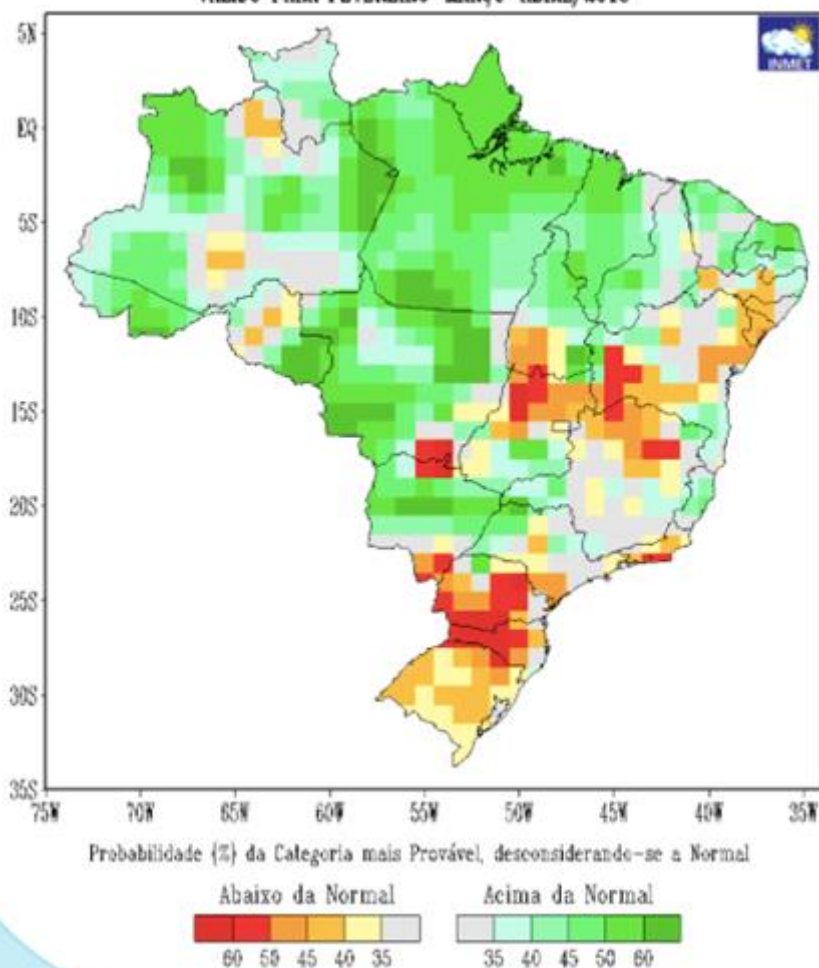 INMET
5N
EQ
5S
10S
15S
20S
25S
30S
35S
75W 70W 65W 60W 55W 50W 45W 40W 35W
Probabilidade (%) da Categoria mais Provável, desconsiderando-se a Normal
Abaixo da Normal Acima da Normal
60 50 45 40 35 35 40 45 50 60